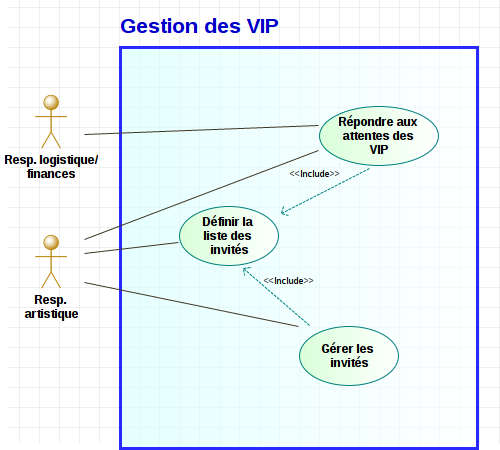 Gestion des VIP
Répondre aux
attentes des
VIP
Resp. logistique/
finances
<<Include>>
Définir la
liste des
invités
Resp.
artistique
<<Include>>
Gérer les
invités